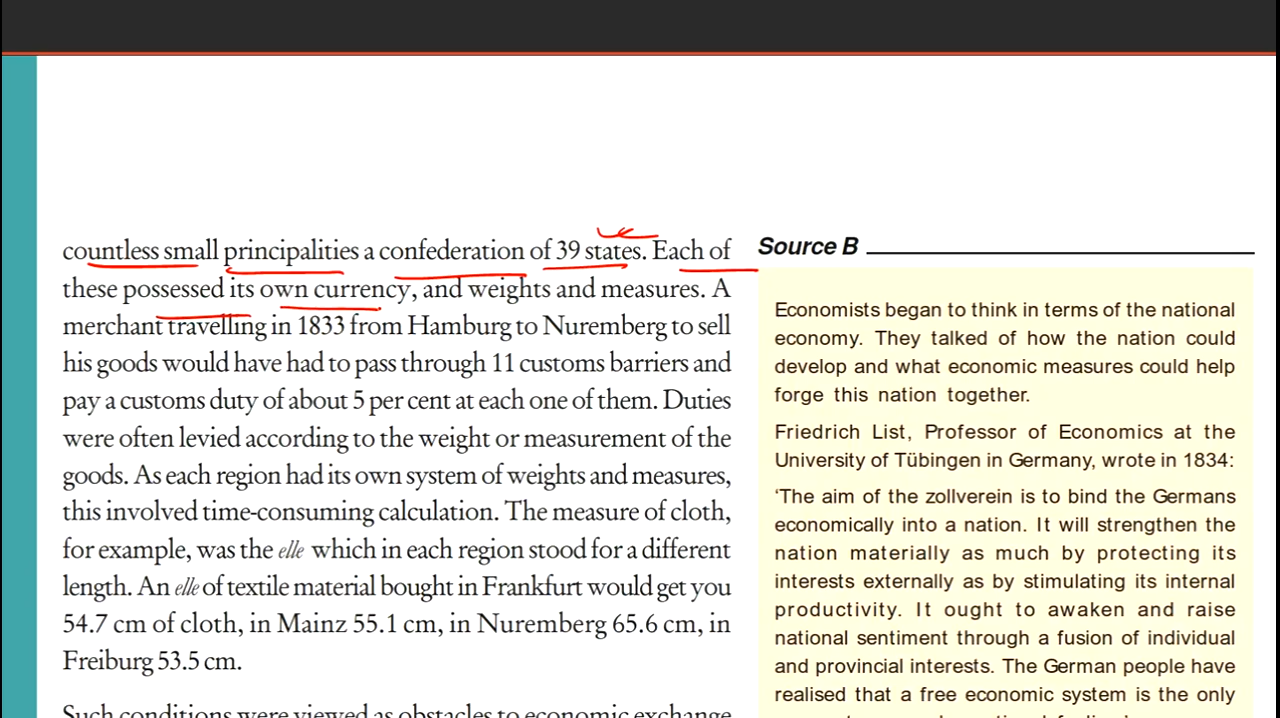 countless small principalities a confederation of 39 states. Each of
these possessed its own currency, and weights and measures. A
merchant travelling in 1833 from Hamburg to Nuremberg to sell
his goods would have had to pass through 11 customs barriers and
pay a customs duty of about 5 per cent at each one of them. Duties
were often levied according to the weight or measurement of the
goods. As each region had its own system of weights and measures,
this involved time-consuming calculation. The measure of cloth,
for example, was the elle which in each region stood for a different
length. An elle of textile material bought in Frankfurt would get you
54.7 cm of cloth, in Mainz 55.1 cm, in Nuremberg 65.6 cm, in
Freiburg 53.5 cm.
Such conditions were viewed as obstacles to economic exchange
Source B
Economists began to think in terms of the national
economy. They talked of how the nation could
develop and what economic measures could help
forge this nation together.
Friedrich List, Professor of Economics at the
University of Tübingen in Germany, wrote in 1834:
‘The aim of the zollverein is to bind the Germans
economically into a nation. It will strengthen the
nation materially as much by protecting its
interests externally as by stimulating its internal
productivity. It ought to awaken and raise
national sentiment through a fusion of individual
and provincial interests. The German people have
realised that a free economic system is the only